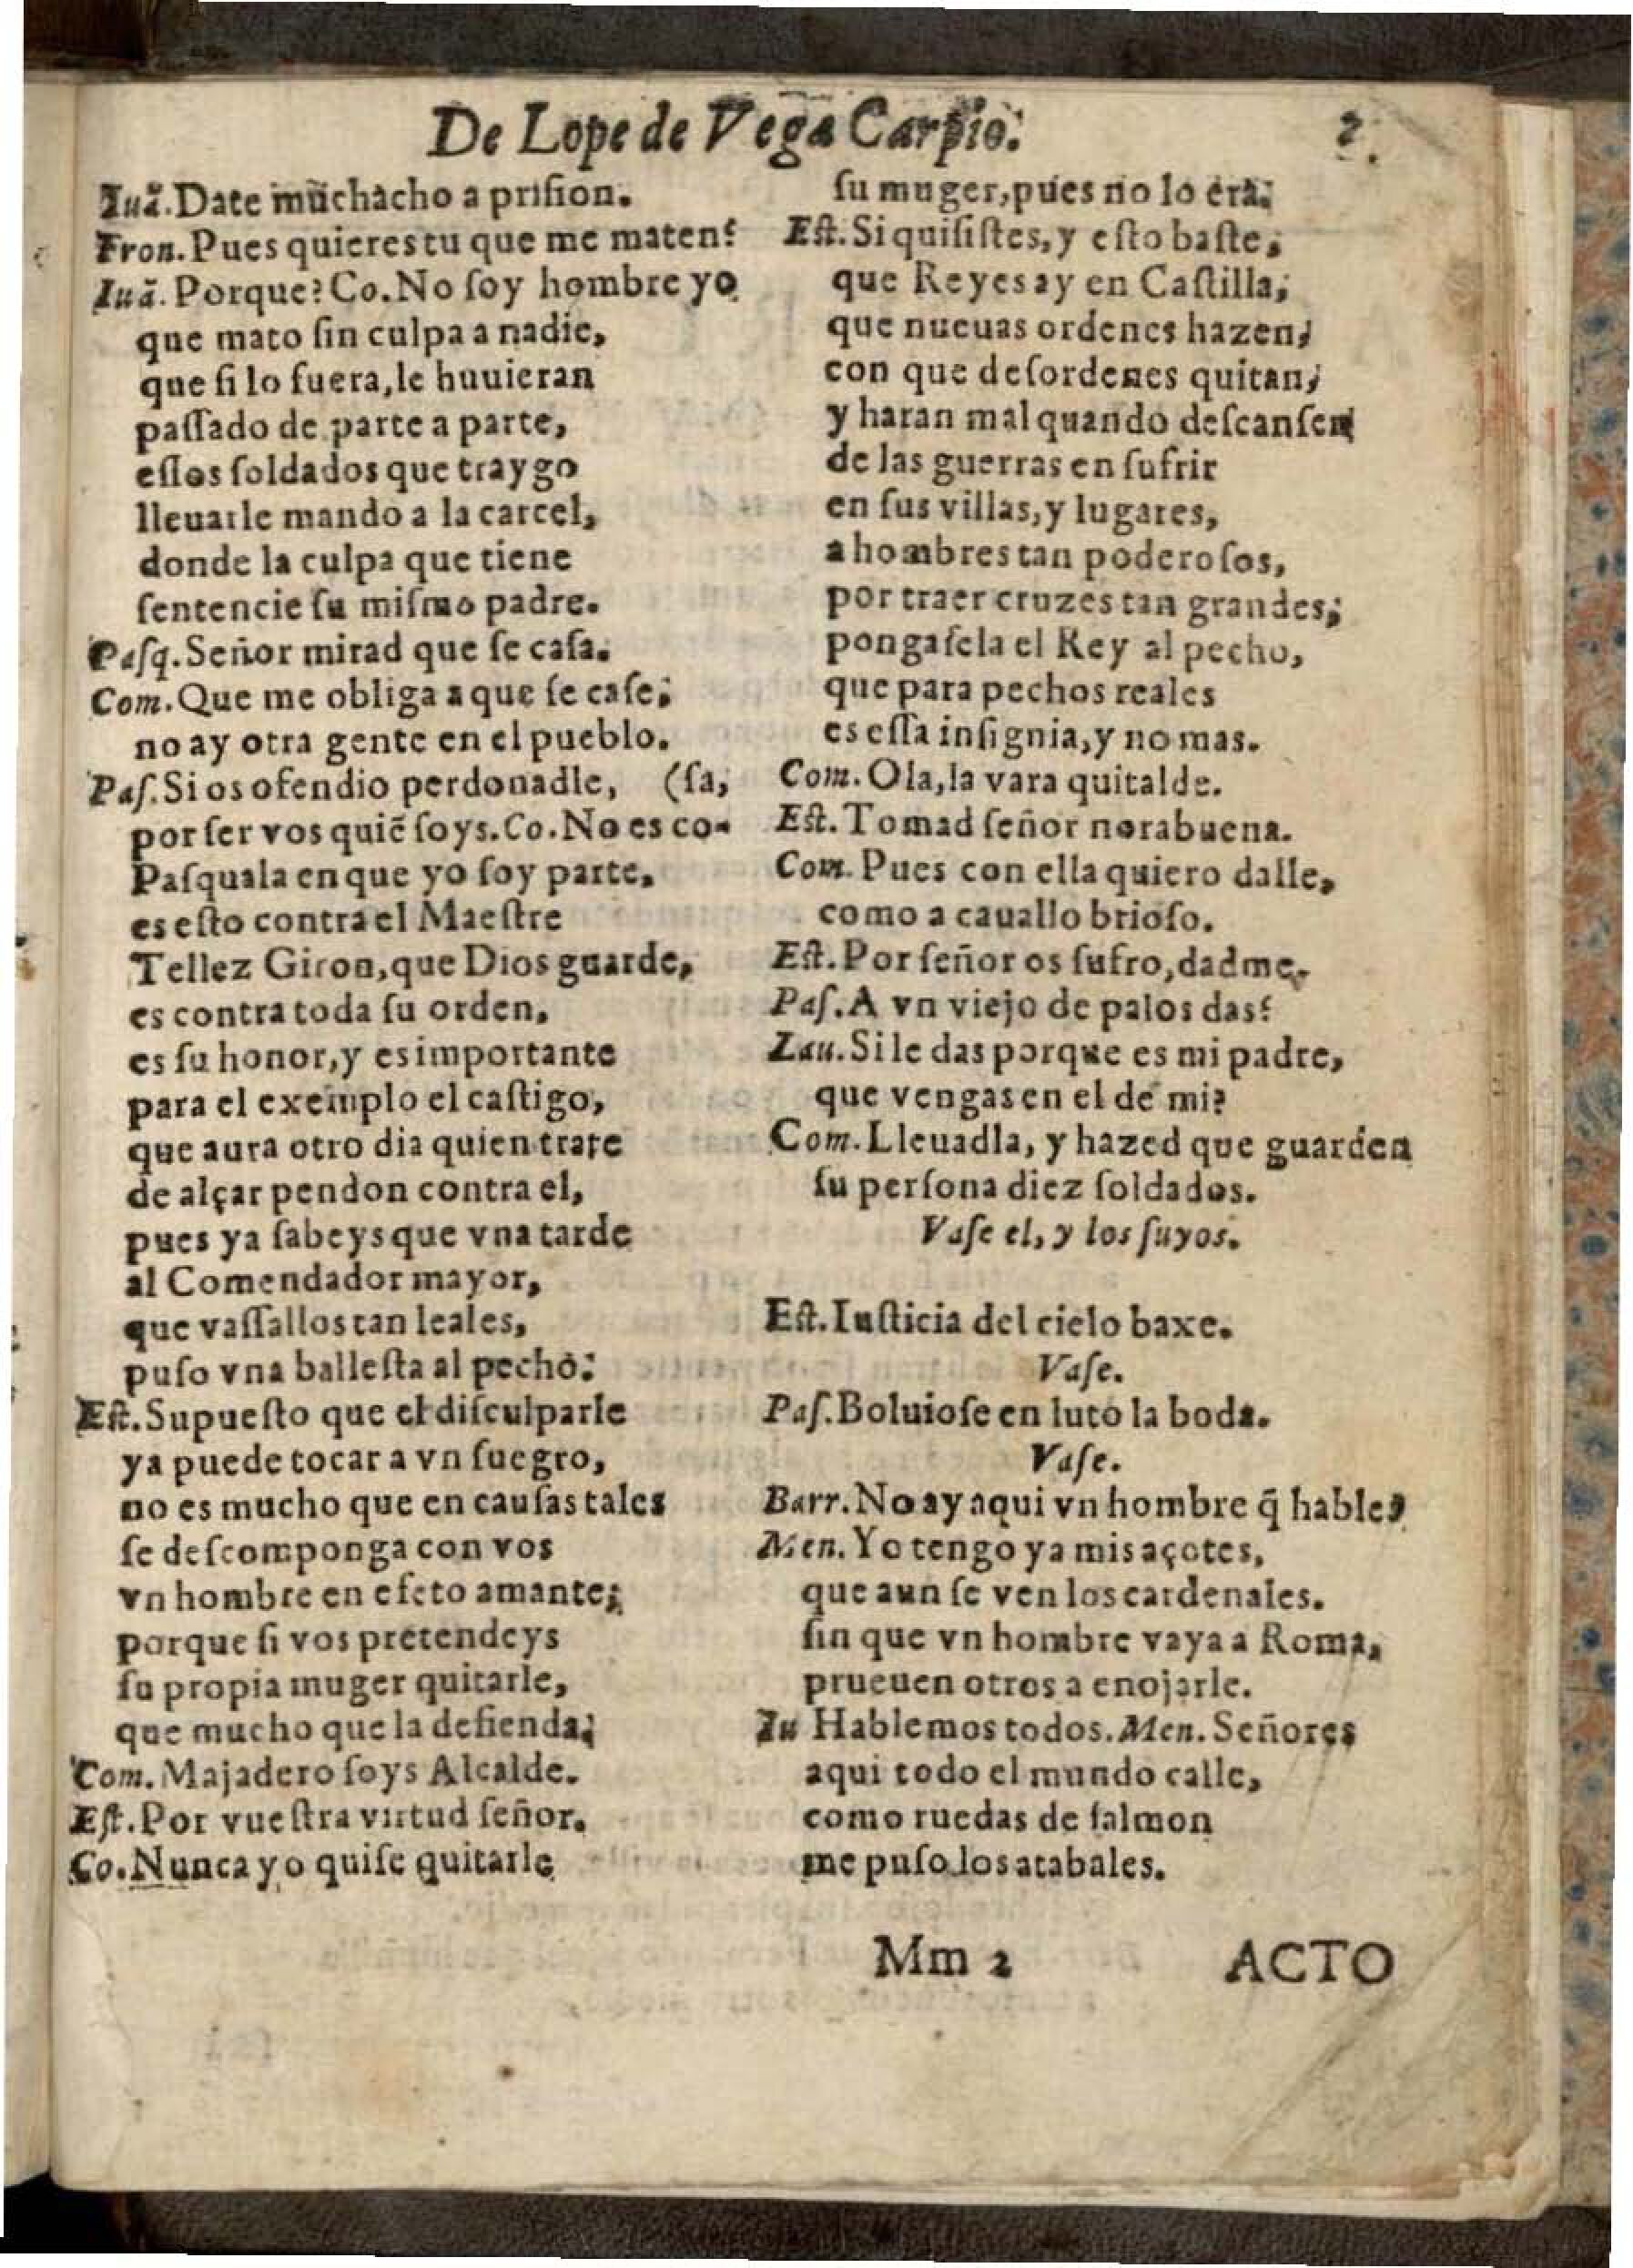 De Lope de Vega Carpio. 2.
Iuã. Date muchacho a prision.
Fron. Pues quieres tu que me maten?
Iuã. Porque? Co. No soy hombre yo
que mato sin culpa a nadie,
que si lo fuera, le huuieran
passado de parte a parte,
essos soldados que traygo
lleuarle mando a la carcel,
donde la culpa que tiene
sentencie su mismo padre.
Pasq. Señor mirad que se casa.
Com. Que me obliga a que se case;
no ay otra gente en el pueblo.
Pas. Si os ofendio perdonadle, (sa,
por ser vos quiẽ soys. Co. No es co-
Pasquala en que yo soy parte,
es esto contra el Maestre
Tellez Giron, que Dios guarde,
es contra toda su orden,
es su honor, y es importante
para el exemplo el castigo,
que aura otro dia quien trate
de alçar pendon contra el,
pues ya sabeys que vna tarde
al Comendador mayor,
que vassallos tan leales,
puso vna ballesta al pecho:
Est. Supuesto que el disculparle
ya puede tocar a vn suegro,
no es mucho que en causas tales
se descomponga con vos
vn hombre en efeto amante;
porque si vos pretendeys
su propia muger quitarle,
que mucho que la defienda;
Com. Majadero soys Alcalde.
Est. Por vuestra virtud señor.
Co. Nunca yo quise quitarle
su muger, pues no lo era;
Est. Si quisistes, y esto baste,
que Reyes ay en Castilla,
que nueuas ordenes hazen,
con que desordenes quitan,
y haran mal quando descansen
de las guerras en sufrir
en sus villas, y lugares,
a hombres tan poderosos,
por traer cruzes tan grandes;
pongasela el Rey al pecho,
que para pechos reales
es essa insignia, y no mas.
Com. Ola, la vara quitalde.
Est. Tomad señor norabuena.
Com. Pues con ella quiero dalle,
como a cauallo brioso.
Est. Por señor os sufro, dadme.
Pas. A vn viejo de palos das?
Lau. Si le das porque es mi padre,
que vengas en el de mi?
Com. Lleuadla, y hazed que guarden
su persona diez soldados.
Vase el, y los suyos.
Est. Iusticia del cielo baxe.
Vase.
Pas. Boluiose en luto la boda.
Vase.
Barr. No ay aqui vn hombre q̃ hable?
Men. Yo tengo ya mis açotes,
que aun se ven los cardenales.
sin que vn hombre vaya a Roma,
prueuen otros a enojarle.
Iu Hablemos todos. Men. Señores
aqui todo el mundo calle,
como ruedas de salmon
me puso los atabales.
Mm 2 ACTO